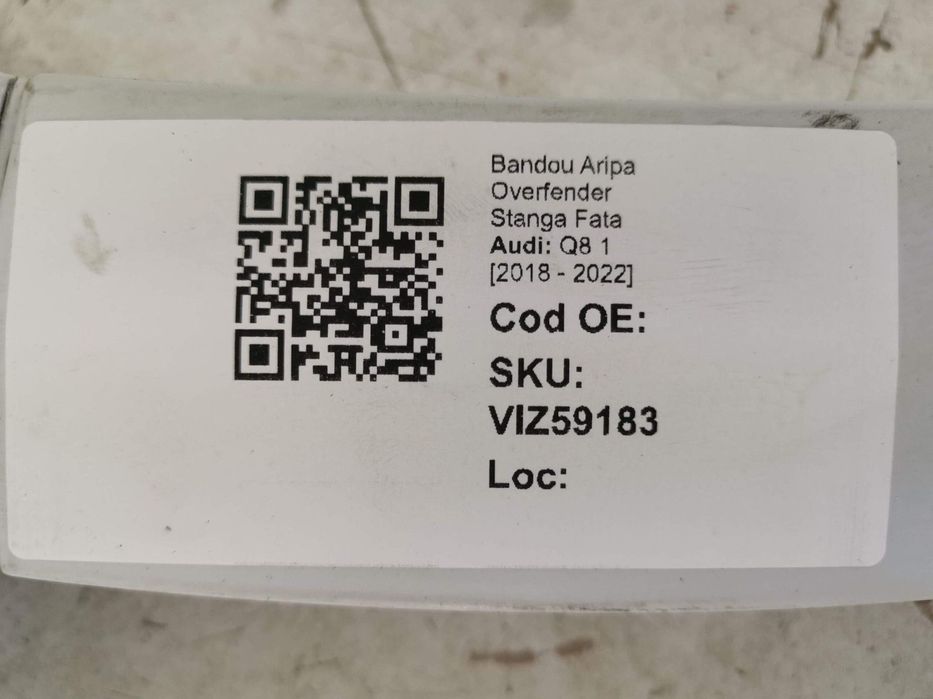 Bandou Aripa
Overfender
Stanga Fata
Audi: Q8 1
[2018 - 2022]
Cod OE:
SKU:
VIZ59183
Loc: